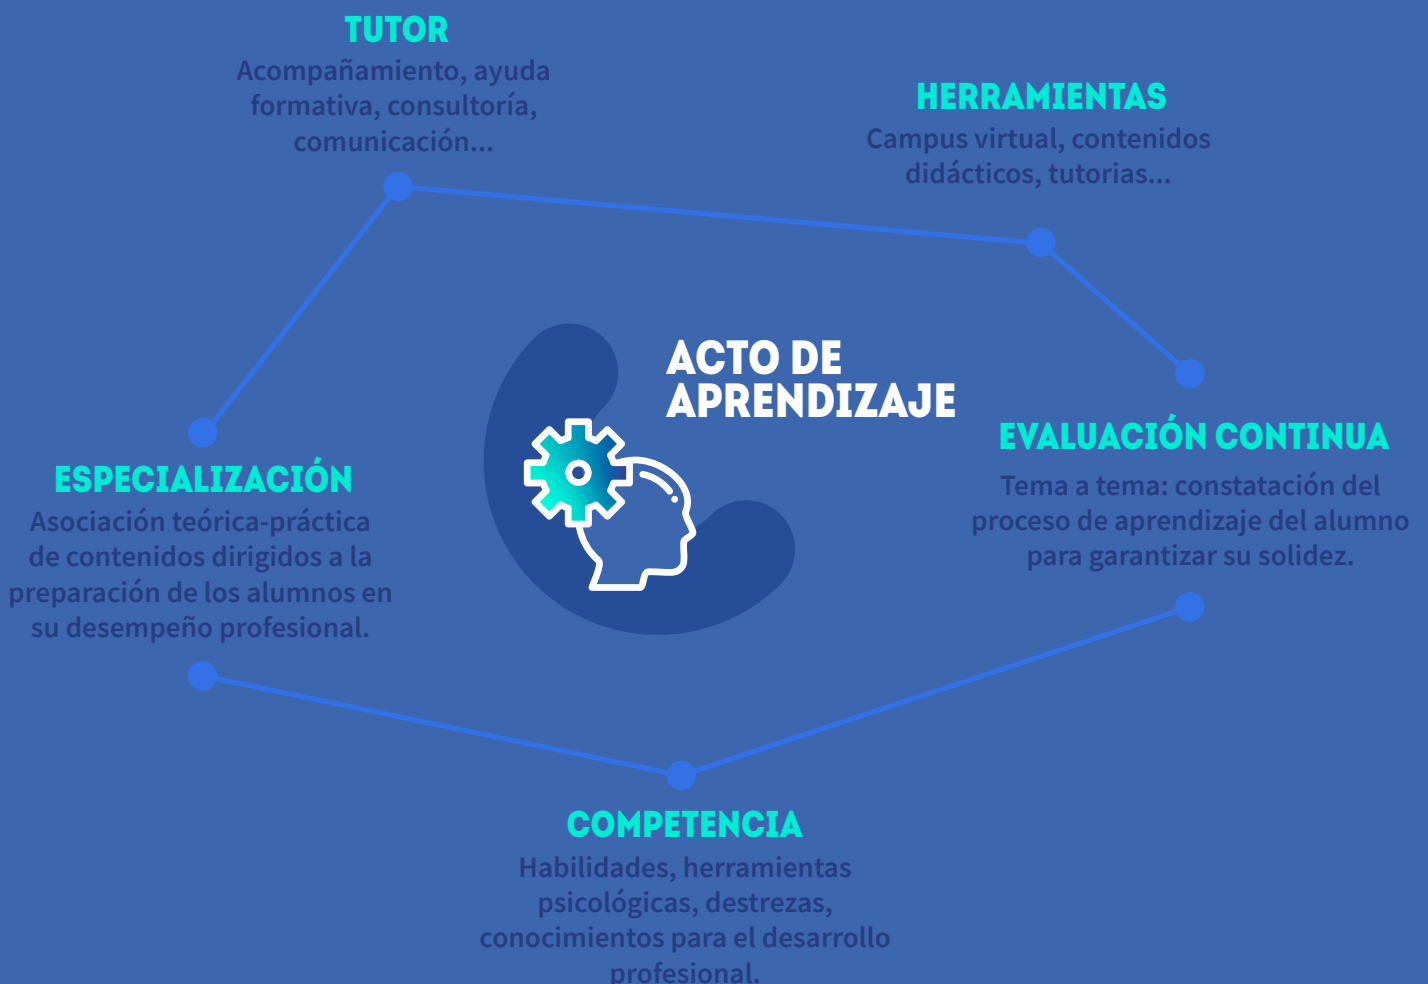 TUTOR
Acompañamiento, ayuda
formativa, consultoría,
comunicación...
HERRAMIENTAS
Campus virtual, contenidos
didácticos, tutorias...
ACTO DE
APRENDIZAJE
EVALUACIÓN CONTINUA
Tema a tema: constatación del
proceso de aprendizaje del alumno
para garantizar su solidez.
ESPECIALIZACIÓN
Asociación teórica-práctica
de contenidos dirigidos a la
preparación de los alumnos en
su desempeño profesional.
COMPETENCIA
Habilidades, herramientas
psicológicas, destrezas,
conocimientos para el desarrollo
profesional.